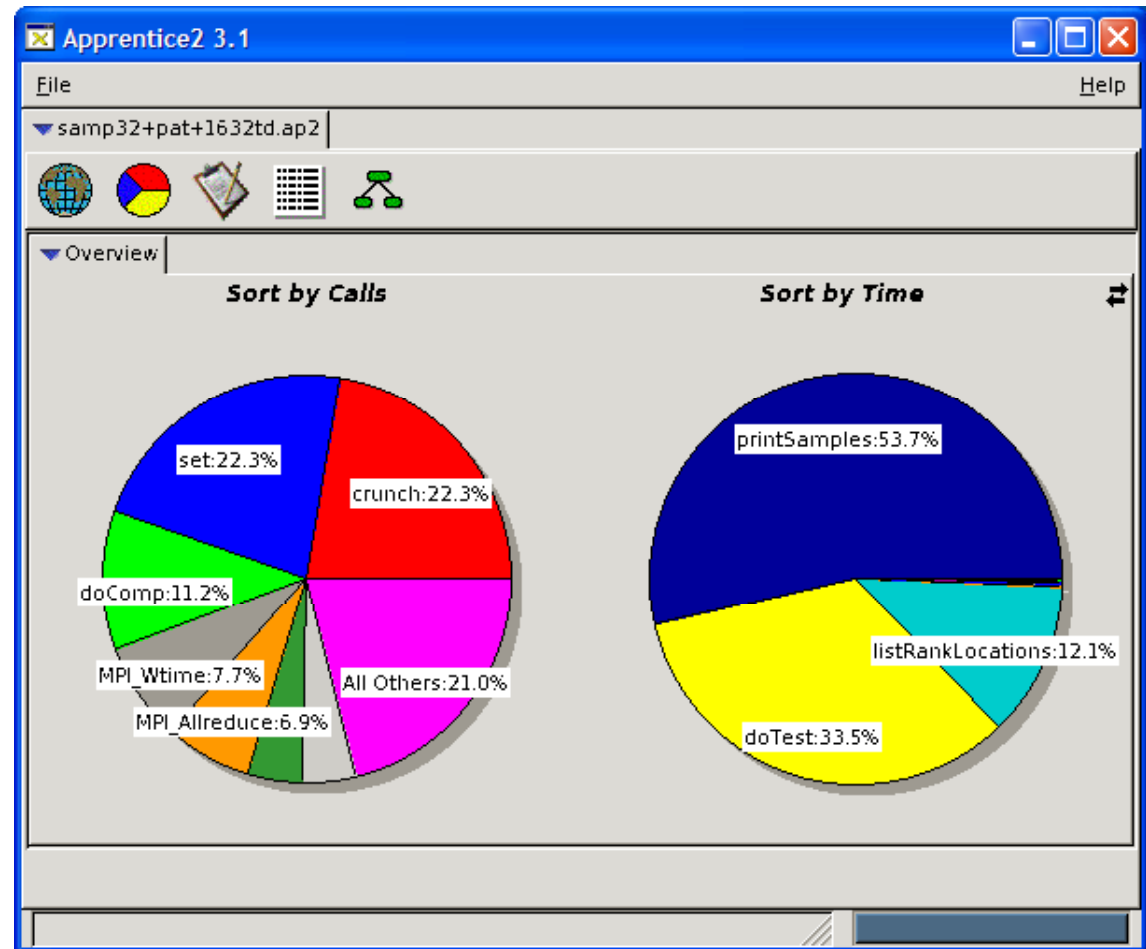 Apprentice2 3.1
File Help
samp32+pat+1632td.ap2
Overview
Sort by Calls
Sort by Time
set:22.3%
crunch:22.3%
doComp:11.2%
MPI_Wtime:7.7%
All Others:21.0%
MPI_Allreduce:6.9%
printSamples:53.7%
listRankLocations:12.1%
doTest:33.5%